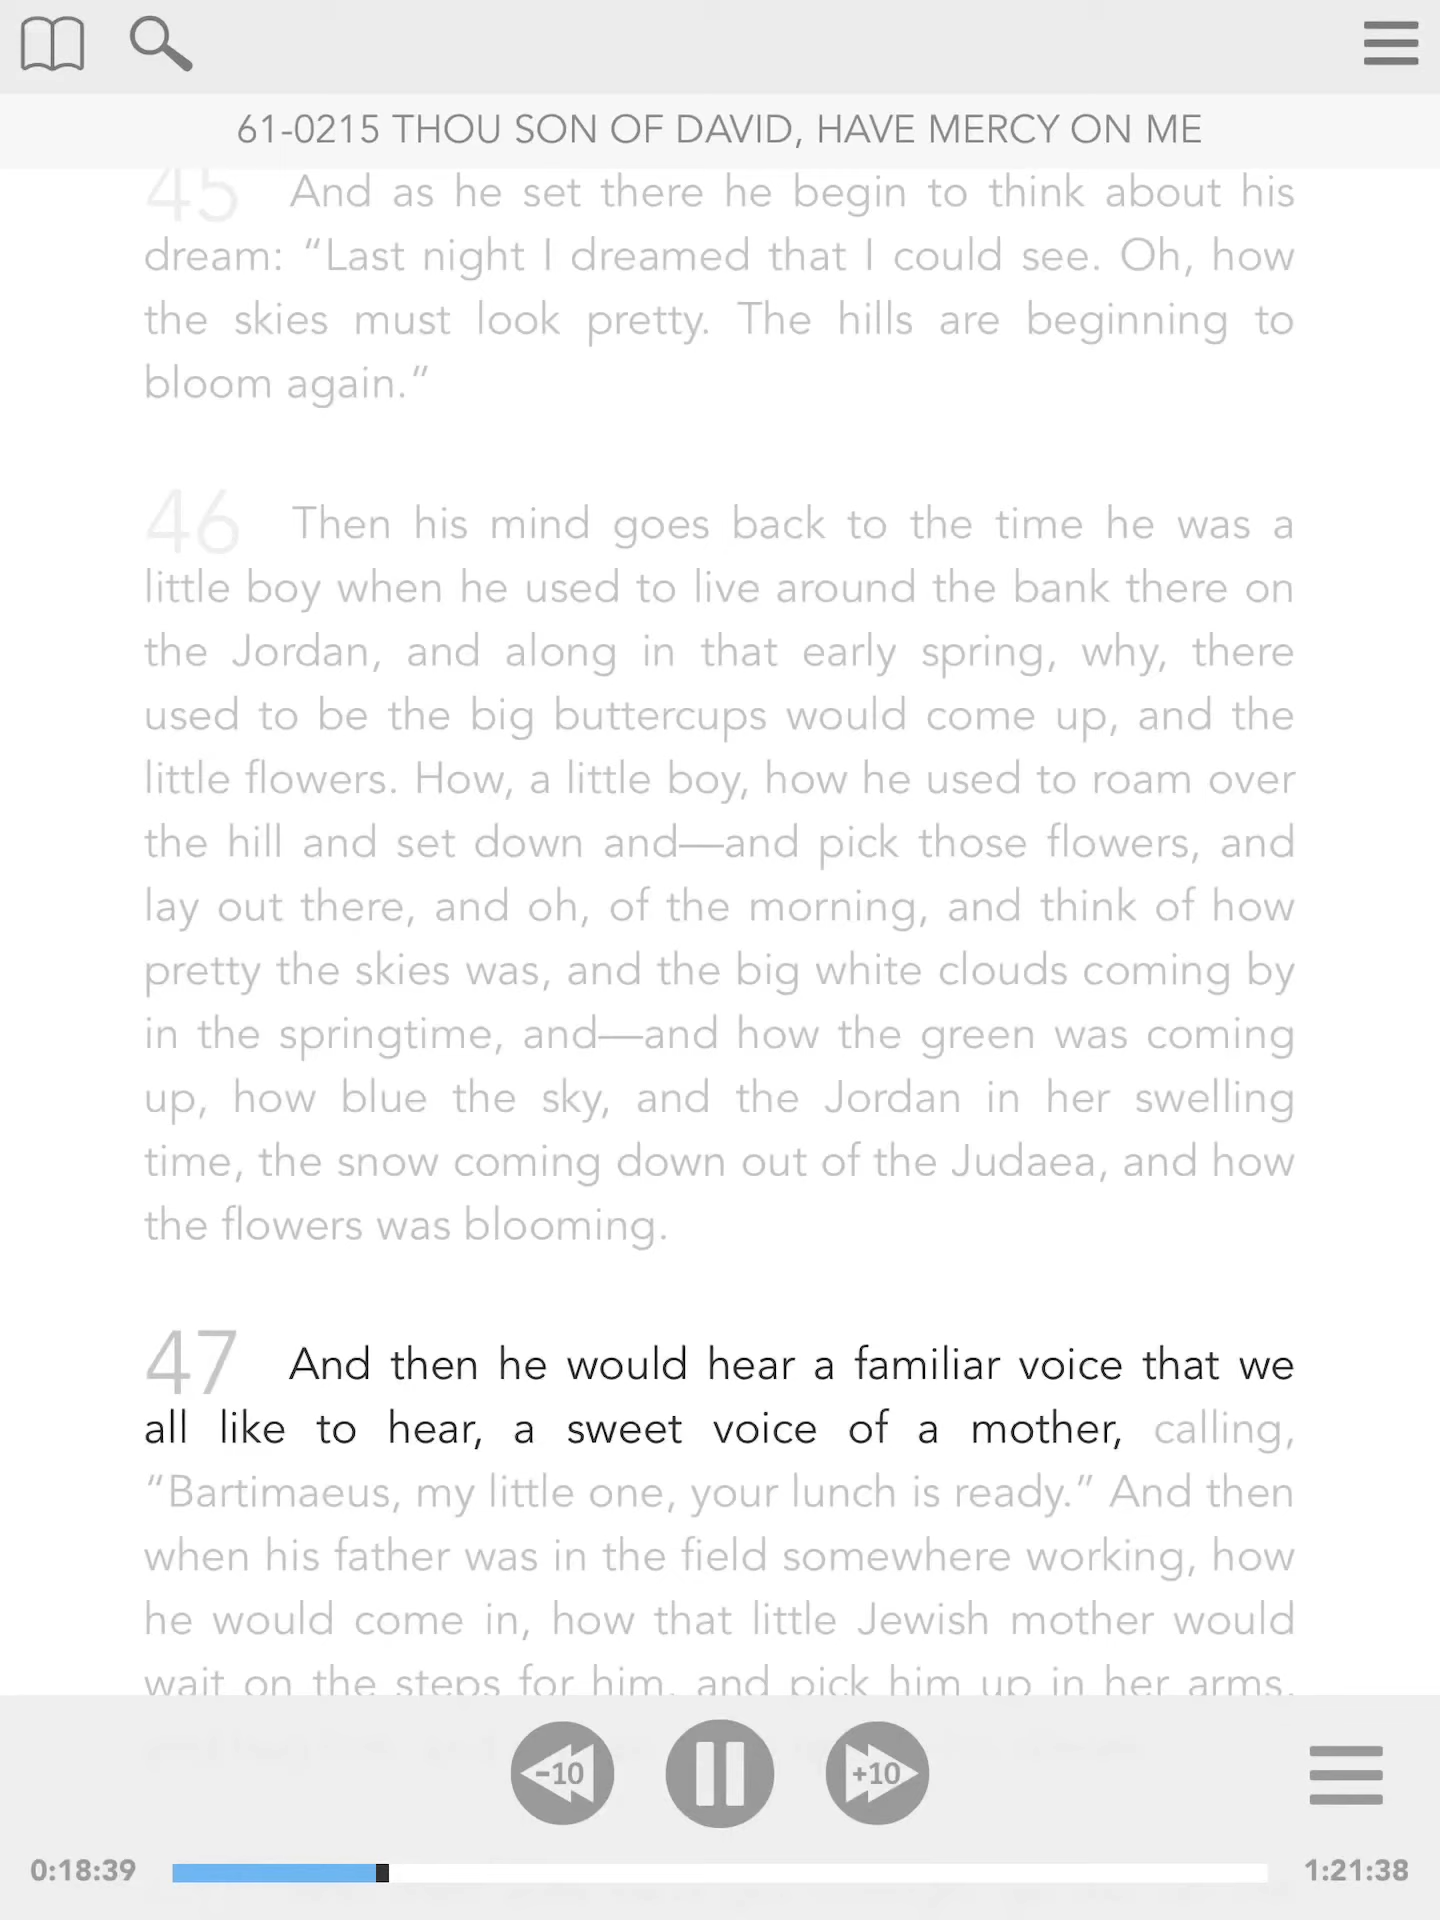 61-0215 THOU SON OF DAVID, HAVE MERCY ON ME
45 And as he set there he begin to think about his
dream: “Last night I dreamed that I could see. Oh, how
the skies must look pretty. The hills are beginning to
bloom again.”
46 Then his mind goes back to the time he was a
little boy when he used to live around the bank there on
the Jordan, and along in that early spring, why, there
used to be the big buttercups would come up, and the
little flowers. How, a little boy, how he used to roam over
the hill and set down and—and pick those flowers, and
lay out there, and oh, of the morning, and think of how
pretty the skies was, and the big white clouds coming by
in the springtime, and—and how the green was coming
up, how blue the sky, and the Jordan in her swelling
time, the snow coming down out of the Judaea, and how
the flowers was blooming.
47 And then he would hear a familiar voice that we
all like to hear, a sweet voice of a mother, calling,
“Bartimaeus, my little one, your lunch is ready.” And then
when his father was in the field somewhere working, how
he would come in, how that little Jewish mother would
wait on the steps for him, and pick him up in her arms,
-10 +10
0:18:39 1:21:38